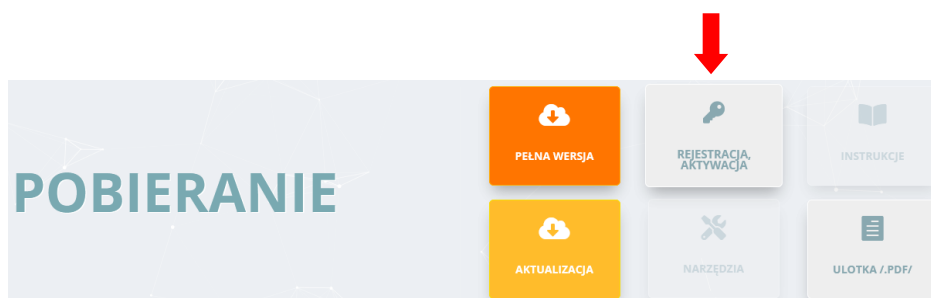 POBIERANIE
PEŁNA WERSJA
REJESTRACJA,
AKTYWACJA
INSTRUKCJE
AKTUALIZACJA
NARZĘDZIA
ULOTKA /.PDF/